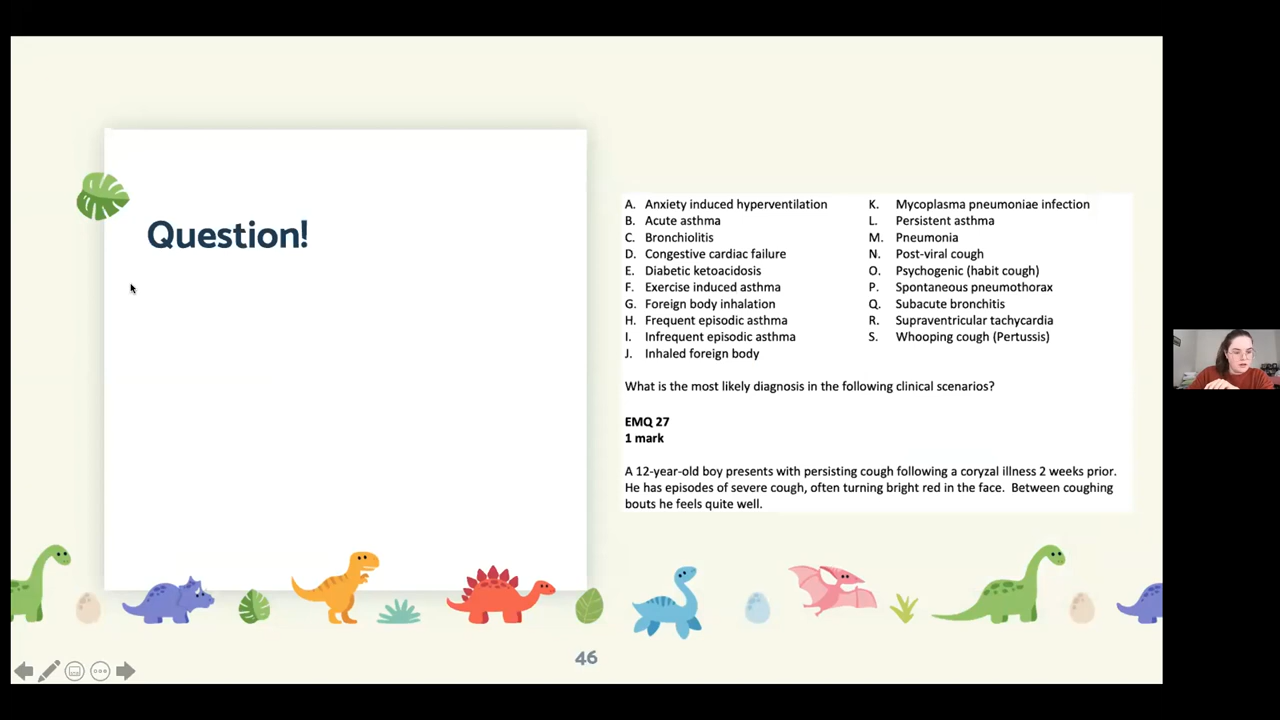 Question!
A. Anxiety induced hyperventilation
B. Acute asthma
C. Bronchiolitis
D. Congestive cardiac failure
E. Diabetic ketoacidosis
F. Exercise induced asthma
G. Foreign body inhalation
H. Frequent episodic asthma
I. Infrequent episodic asthma
J. Inhaled foreign body
K. Mycoplasma pneumoniae infection
L. Persistent asthma
M. Pneumonia
N. Post-viral cough
O. Psychogenic (habit cough)
P. Spontaneous pneumothorax
Q. Subacute bronchitis
R. Supraventricular tachycardia
S. Whooping cough (Pertussis)
What is the most likely diagnosis in the following clinical scenarios?
EMQ 27
1 mark
A 12-year-old boy presents with persisting cough following a coryzal illness 2 weeks prior.
He has episodes of severe cough, often turning bright red in the face. Between coughing
bouts he feels quite well.
46